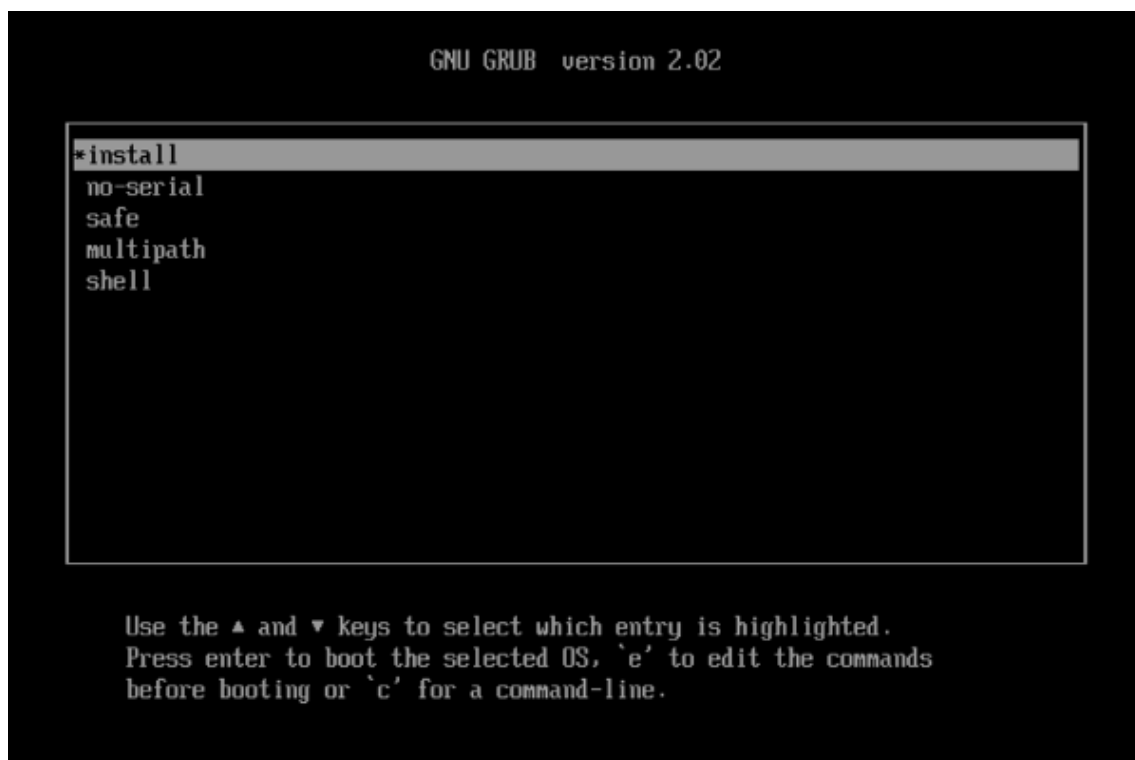 GNU GRUB  version 2.02
*install
no-serial
safe
multipath
shell
Use the ▲ and ▼ keys to select which entry is highlighted.
Press enter to boot the selected OS, `e' to edit the commands
before booting or `c' for a command-line.